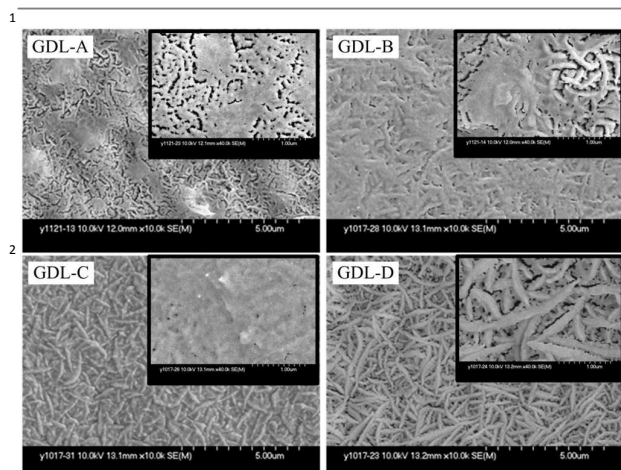 1
GDL-A
y1121-23 10.0kV 12.1mm x40.0k SE(M) 1.00um
y1121-13 10.0kV 12.0mm x10.0k SE(M) 5.00um
GDL-B
y1121-14 10.0kV 12.0mm x40.0k SE(M) 1.00um
y1017-28 10.0kV 13.1mm x10.0k SE(M) 5.00um
2
GDL-C
y1017-26 10.0kV 13.1mm x40.0k SE(M) 1.00um
y1017-31 10.0kV 13.1mm x10.0k SE(M) 5.00um
GDL-D
y1017-24 10.0kV 13.2mm x40.0k SE(M) 1.00um
y1017-23 10.0kV 13.2mm x10.0k SE(M) 5.00um